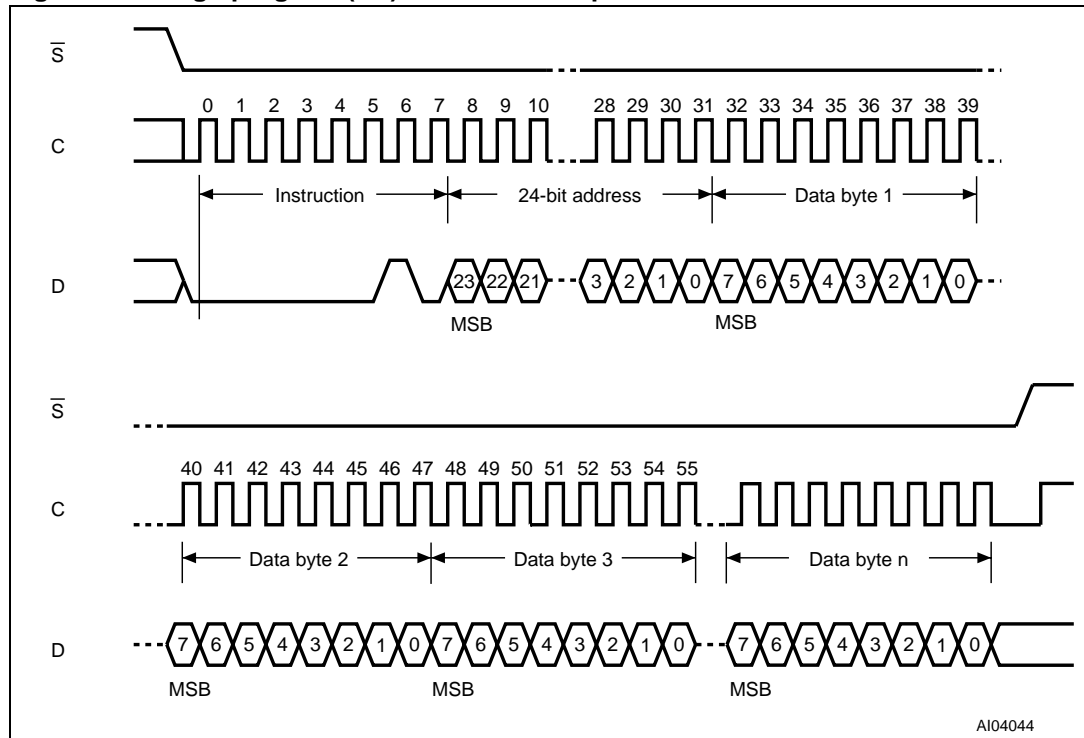 S
0 1 2 3 4 5 6 7 8 9 10 28 29 30 31 32 33 34 35 36 37 38 39
C
Instruction 24-bit address Data byte 1
D 23 22 21 3 2 1 0 7 6 5 4 3 2 1 0
MSB MSB
S
40 41 42 43 44 45 46 47 48 49 50 51 52 53 54 55
C
Data byte 2 Data byte 3 Data byte n
D 7 6 5 4 3 2 1 0 7 6 5 4 3 2 1 0 7 6 5 4 3 2 1 0
MSB MSB MSB
AI04044